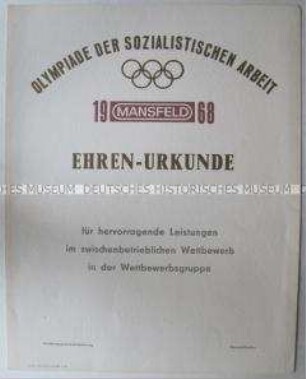 OLYMPIADE DER SOZIALISTISCHEN ARBEIT
19 MANSFELD 68
EHREN-URKUNDE
HES MUSEUM DEUTSCHES HISTORISCHES MUSEUM DEUTSCHES
für hervorragende Leistungen
im zwischenbetrieblichen Wettbewerb
in der Wettbewerbsgruppe